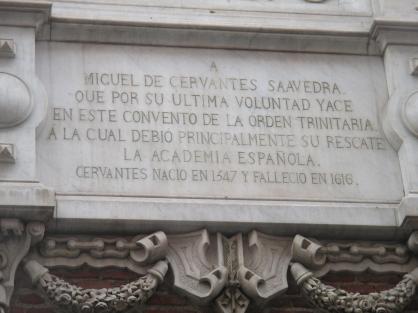 A
MIGUEL DE CERVANTES SAAVEDRA.
QUE POR SU ULTIMA VOLUNTAD YACE
EN ESTE CONVENTO DE LA ORDEN TRINITARIA.
A LA CUAL DEBIO PRINCIPALMENTE SU RESCATE
LA ACADEMIA ESPAÑOLA.
CERVANTES NACIO EN 1547 Y FALLECIO EN 1616.